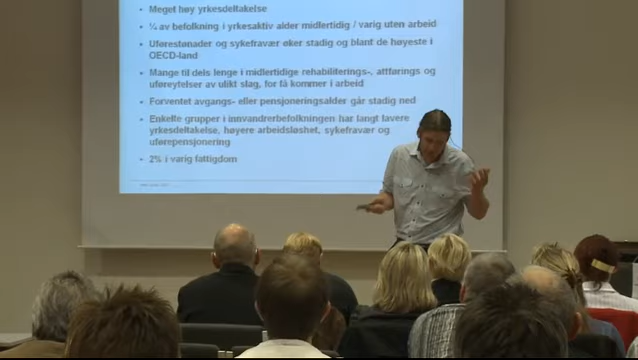 • Meget høy yrkesdeltakelse
• ¼ av befolkning i yrkesaktiv alder midlertidig / varig uten arbeid
• Uførestønader og sykefravær øker stadig og blant de høyeste i
OECD-land
• Mange til dels lenge i midlertidige rehabiliterings-, attførings og
uføreytelser av ulikt slag, for få kommer i arbeid
• Forventet avgangs- eller pensjoneringsalder går stadig ned
• Enkelte grupper i innvandrerbefolkningen har langt lavere
yrkesdeltakelse, høyere arbeidsløshet, sykefravær og
uførepensjonering
• 2% i varig fattigdom